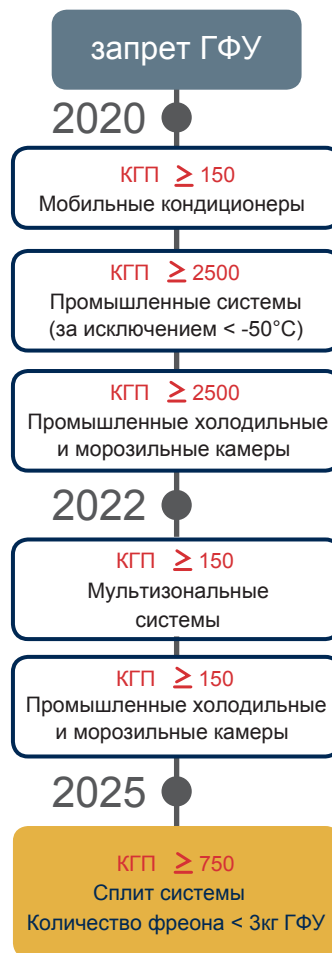 запрет ГФУ
2020
КГП ≥ 150
Мобильные кондиционеры
КГП ≥ 2500
Промышленные системы
(за исключением < -50°C)
КГП ≥ 2500
Промышленные холодильные
и морозильные камеры
2022
КГП ≥ 150
Мультизональные
системы
КГП ≥ 150
Промышленные холодильные
и морозильные камеры
2025
КГП ≥ 750
Сплит системы
Количество фреона < 3кг ГФУ